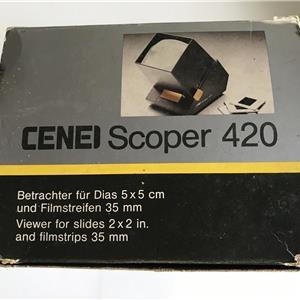 CENEI Scoper 420
Betrachter für Dias 5 x 5 cm
und Filmstreifen 35 mm
Viewer for slides 2 x 2 in.
and filmstrips 35 mm